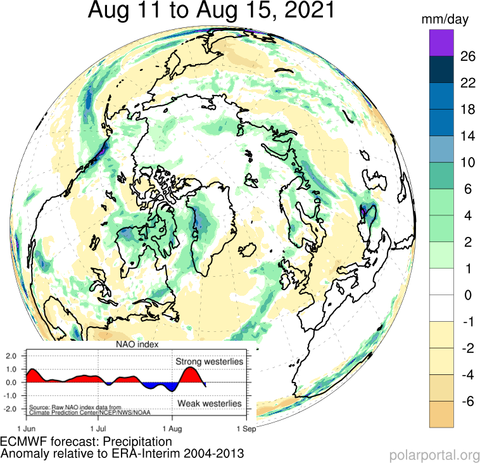 Aug 11 to Aug 15, 2021
mm/day
26
22
18
14
10
6
4
2
1
0
-1
-2
-4
-6
NAO index
2.0
1.0
0.0
-1.0
-2.0
Strong westerlies
Weak westerlies
Source: Raw NAO index data from
Climate Prediction Center/NCEP/NWS/NOAA
1 Jun 1 Jul 1 Aug 1 Sep
ECMWF forecast: Precipitation
Anomaly relative to ERA-Interim 2004-2013
polarportal.org